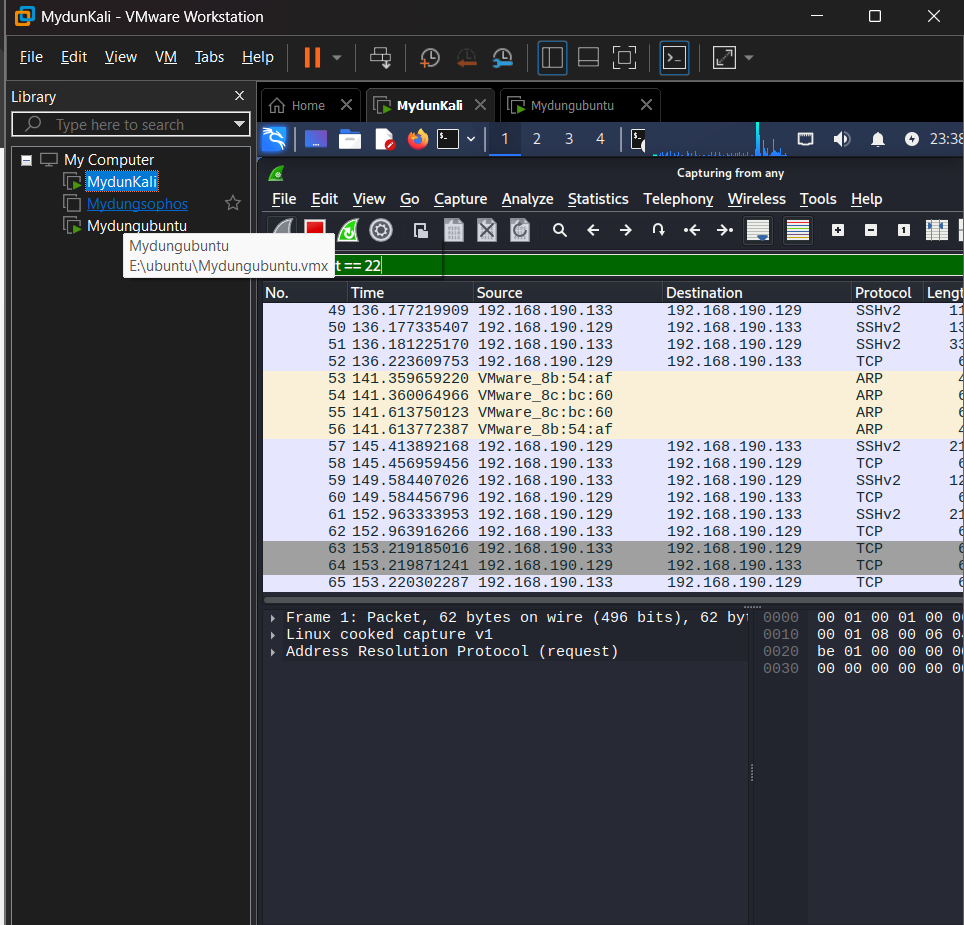 MydunKali - VMware Workstation
File Edit View VM Tabs Help
Library
Type here to search
My Computer
MydunKali
Mydungsophos
Mydungubuntu
Mydungubuntu
E:\ubuntu\Mydungubuntu.vmx
Home MydunKali Mydungubuntu
1 2 3 4 23:38
Capturing from any
File Edit View Go Capture Analyze Statistics Telephony Wireless Tools Help
t == 22
No. Time Source Destination Protocol Lengt
49 136.177219909 192.168.190.133 192.168.190.129 SSHv2 11
50 136.177335407 192.168.190.129 192.168.190.133 SSHv2 13
51 136.181225170 192.168.190.133 192.168.190.129 SSHv2 33
52 136.223609753 192.168.190.129 192.168.190.133 TCP 6
53 141.359659220 VMware_8b:54:af ARP 4
54 141.360064966 VMware_8c:bc:60 ARP 6
55 141.613750123 VMware_8c:bc:60 ARP 6
56 141.613772387 VMware_8b:54:af ARP 4
57 145.413892168 192.168.190.129 192.168.190.133 SSHv2 21
58 145.456959456 192.168.190.133 192.168.190.129 TCP 6
59 149.584407026 192.168.190.133 192.168.190.129 SSHv2 12
60 149.584456796 192.168.190.129 192.168.190.133 TCP 6
61 152.963333953 192.168.190.129 192.168.190.133 SSHv2 21
62 152.963916266 192.168.190.133 192.168.190.129 TCP 6
63 153.219185016 192.168.190.133 192.168.190.129 TCP 6
64 153.219871241 192.168.190.129 192.168.190.133 TCP 6
65 153.220302287 192.168.190.133 192.168.190.129 TCP 6
Frame 1: Packet, 62 bytes on wire (496 bits), 62 byt
Linux cooked capture v1
Address Resolution Protocol (request)
0000 00 01 00 01 00 0
0010 00 01 08 00 06 0
0020 be 01 00 00 00 0
0030 00 00 00 00 00 0